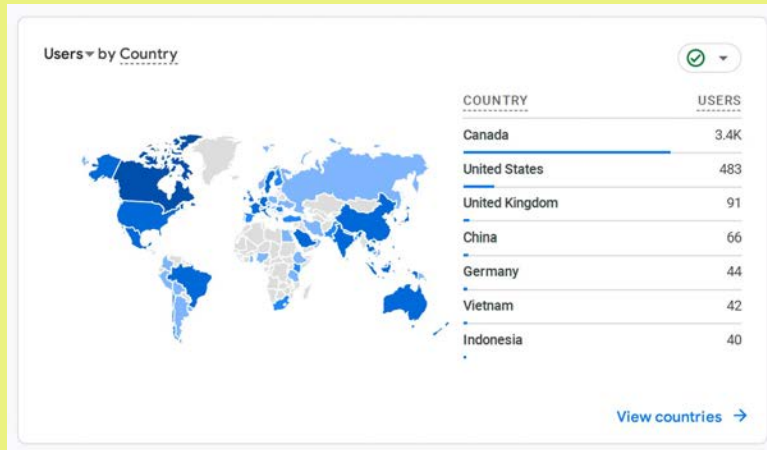 Users by Country
COUNTRY USERS
Canada 3.4K
United States 483
United Kingdom 91
China 66
Germany 44
Vietnam 42
Indonesia 40
View countries →